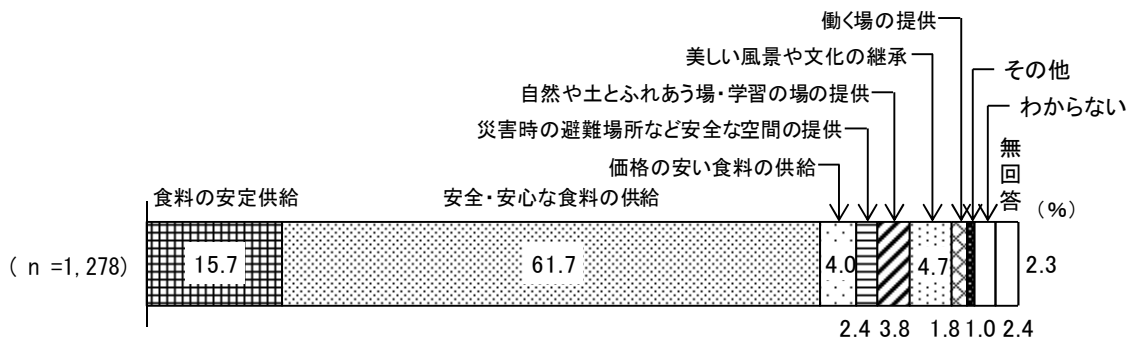 働く場の提供
美しい風景や文化の継承
その他
自然や土とふれあう場・学習の場の提供
わからない
災害時の避難場所など安全な空間の提供
無回答
価格の安い食料の供給
食料の安定供給
安全・安心な食料の供給
(%)
( n =1,278)
15.7
61.7
4.0
4.7
2.3
2.4
3.8
1.8
1.0
2.4